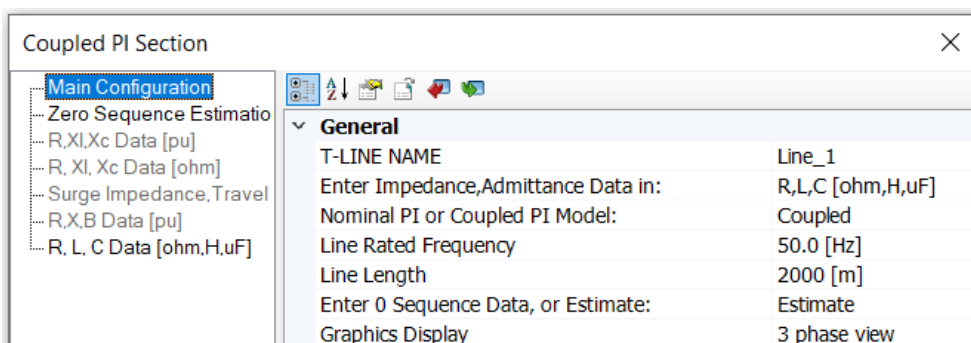 Coupled PI Section
Main Configuration
Zero Sequence Estimatio
R,Xl,Xc Data [pu]
R, Xl, Xc Data [ohm]
Surge Impedance,Travel
R,X,B Data [pu]
R, L, C Data [ohm,H,uF]
General
T-LINE NAME Line_1
Enter Impedance,Admittance Data in: R,L,C [ohm,H,uF]
Nominal PI or Coupled PI Model: Coupled
Line Rated Frequency 50.0 [Hz]
Line Length 2000 [m]
Enter 0 Sequence Data, or Estimate: Estimate
Graphics Display 3 phase view